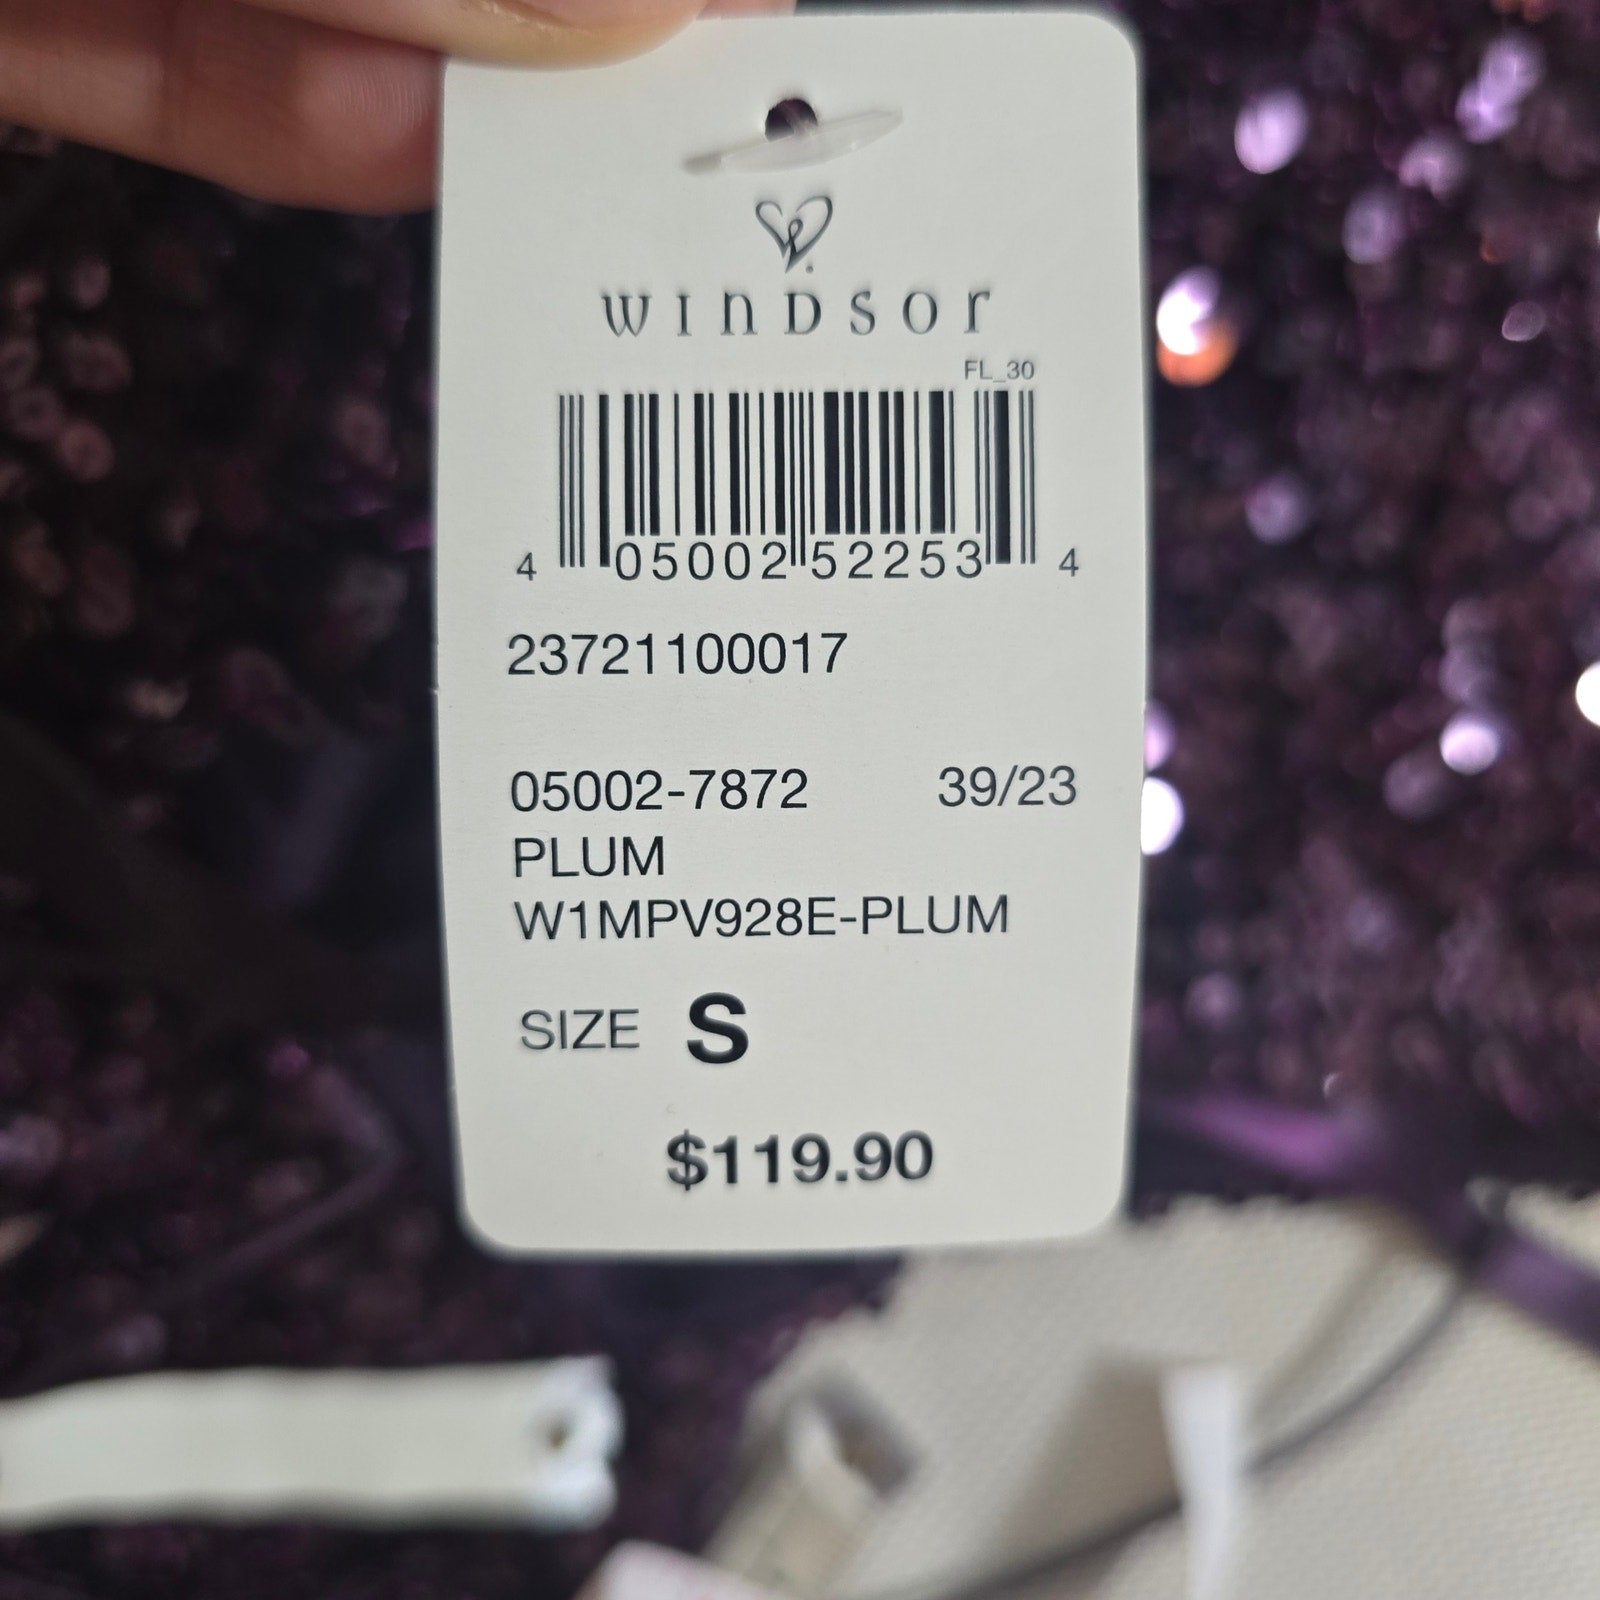 WINDSOR
FL_30
4 05002 52253 4
23721100017
05002-7872 39/23
PLUM
W1MPV928E-PLUM
SIZE S
$119.90